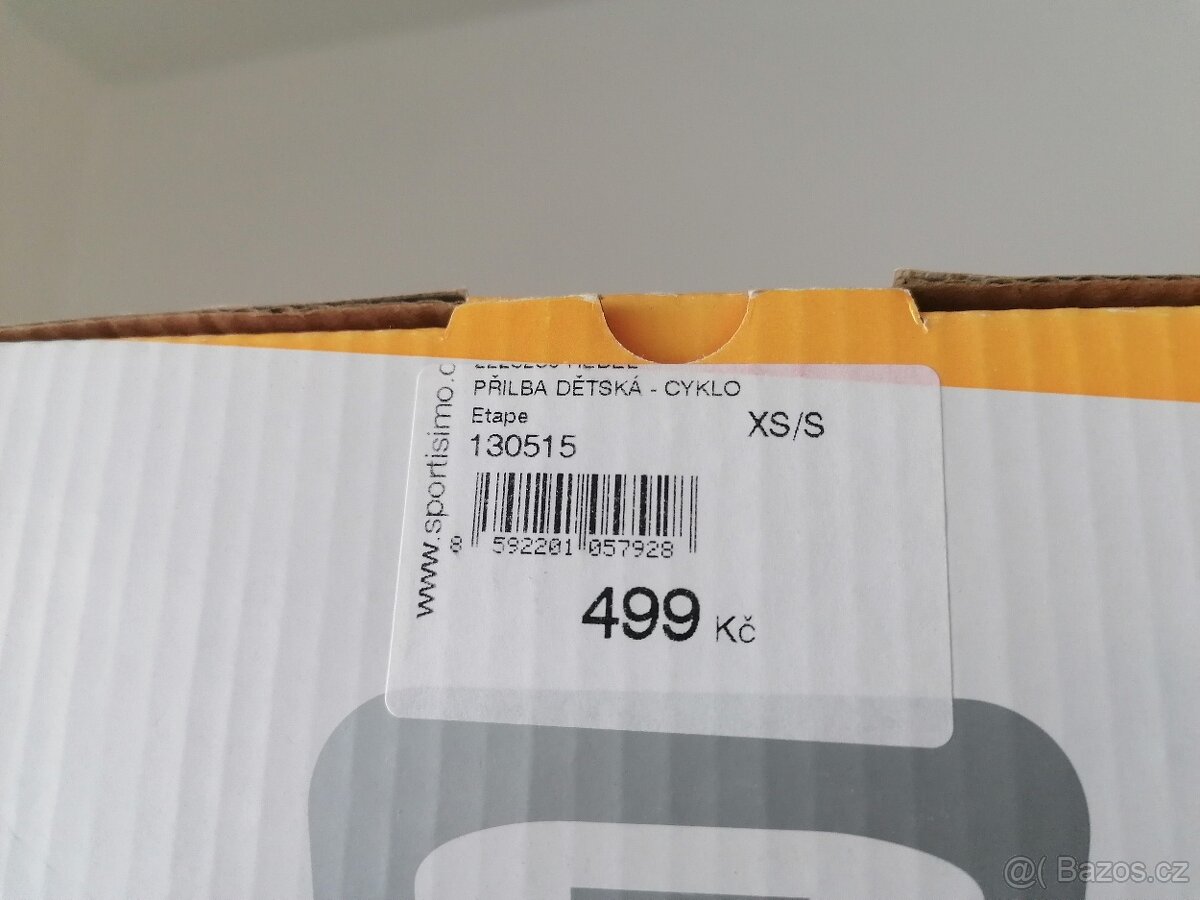 PŘILBA DĚTSKÁ - CYKLO
Etape
XS/S
130515
8 592201 057928
499 Kč
www.sportisimo.c
@( Bazos.cz